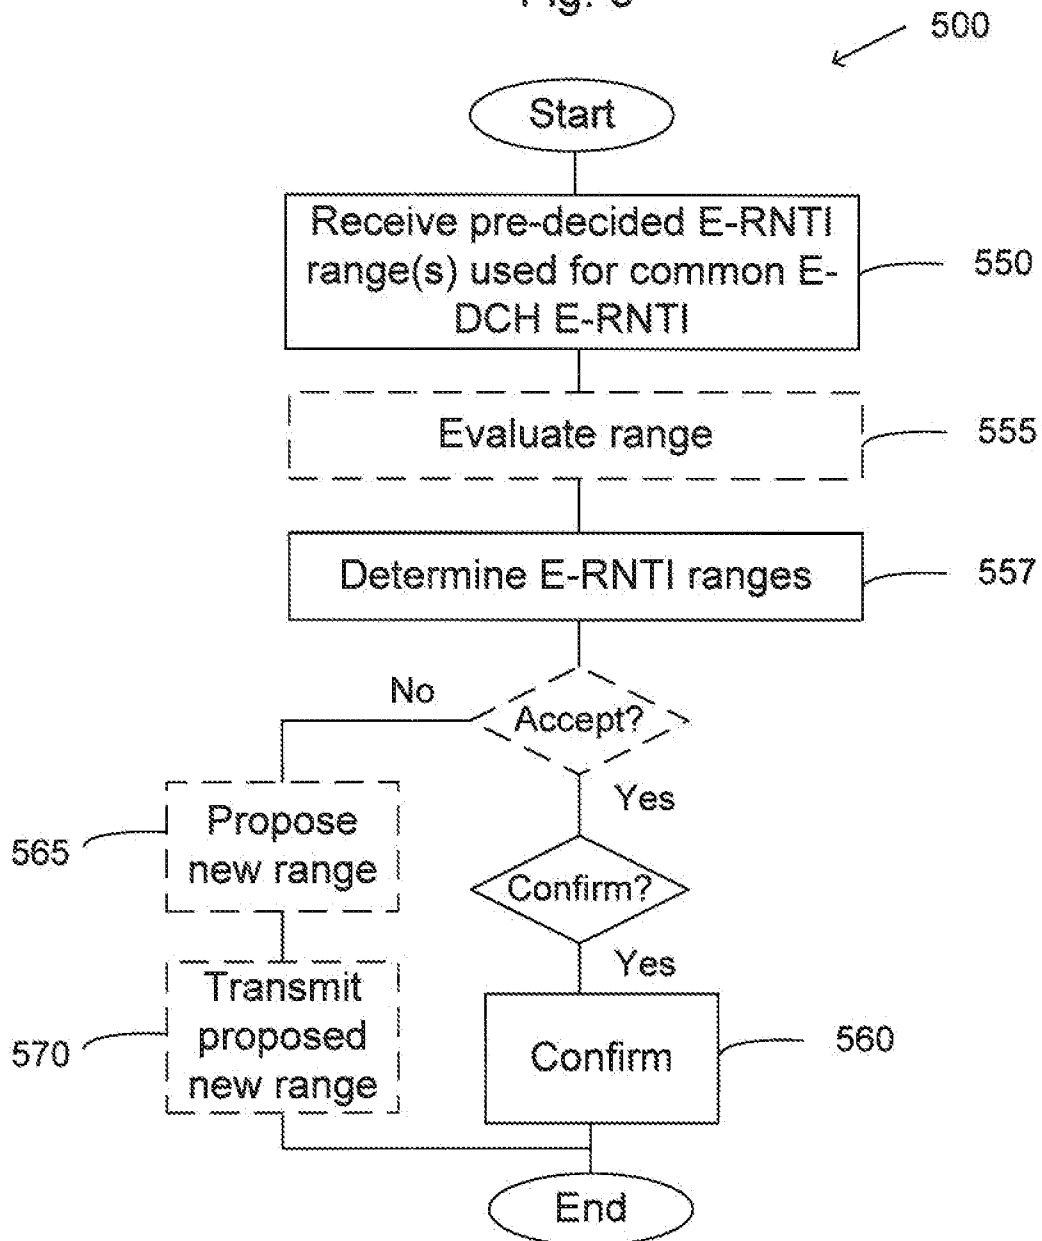 500
Start
Receive pre-decided E-RNTI
range(s) used for common E-
DCH E-RNTI
550
Evaluate range
555
Determine E-RNTI ranges
557
No
Accept?
Yes
Propose
new range
565
Confirm?
Yes
Transmit
proposed
new range
570
Confirm
560
End